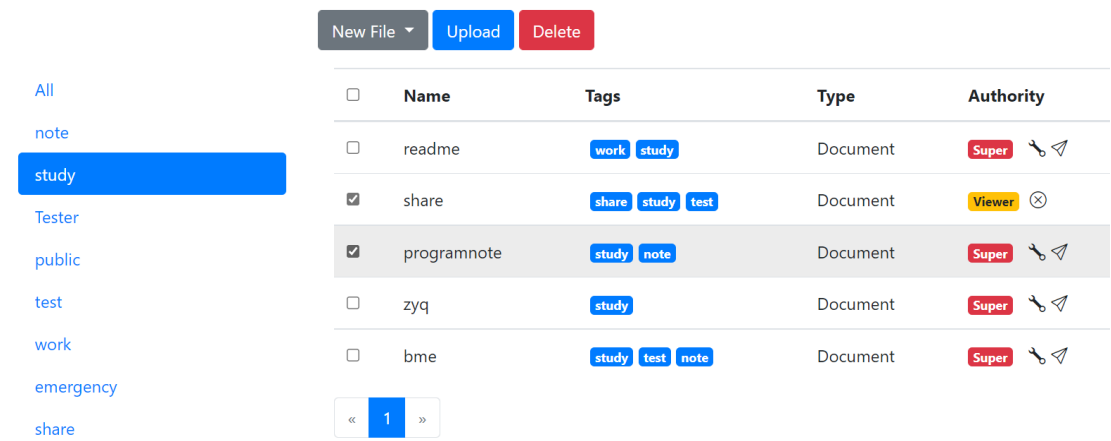 New File Upload Delete
All
note
study
Tester
public
test
work
emergency
share
Name Tags Type Authority
readme work study Document Super
share share study test Document Viewer
programnote study note Document Super
zyq study Document Super
bme study test note Document Super
« 1 »